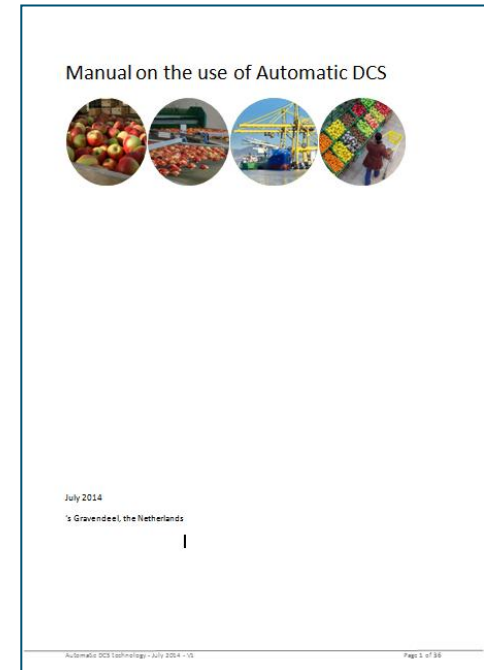 Manual on the use of Automatic DCS
July 2014
's Gravendeel, the Netherlands
Automatic DCS technology - July 2014 - V1
Page 1 of 36